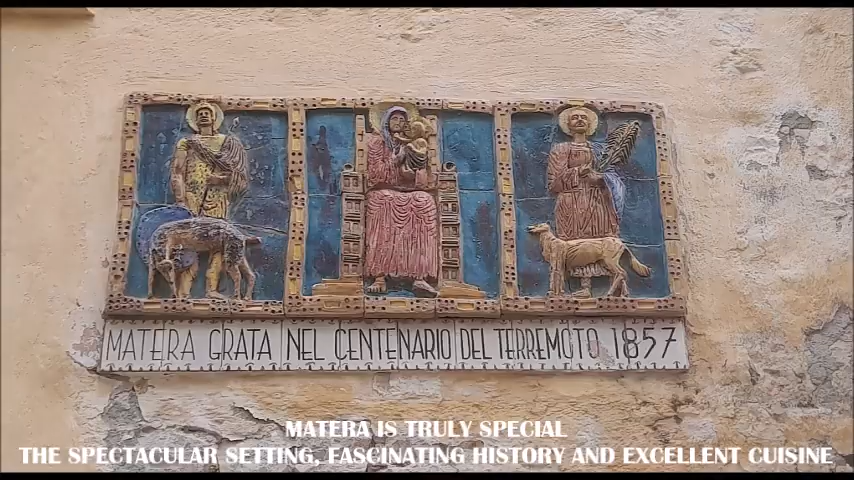 MATERA GRATA NEL CENTENARIO DEL TERREMOTO 1857
MATERA IS TRULY SPECIAL
THE SPECTACULAR SETTING, FASCINATING HISTORY AND EXCELLENT CUISINE